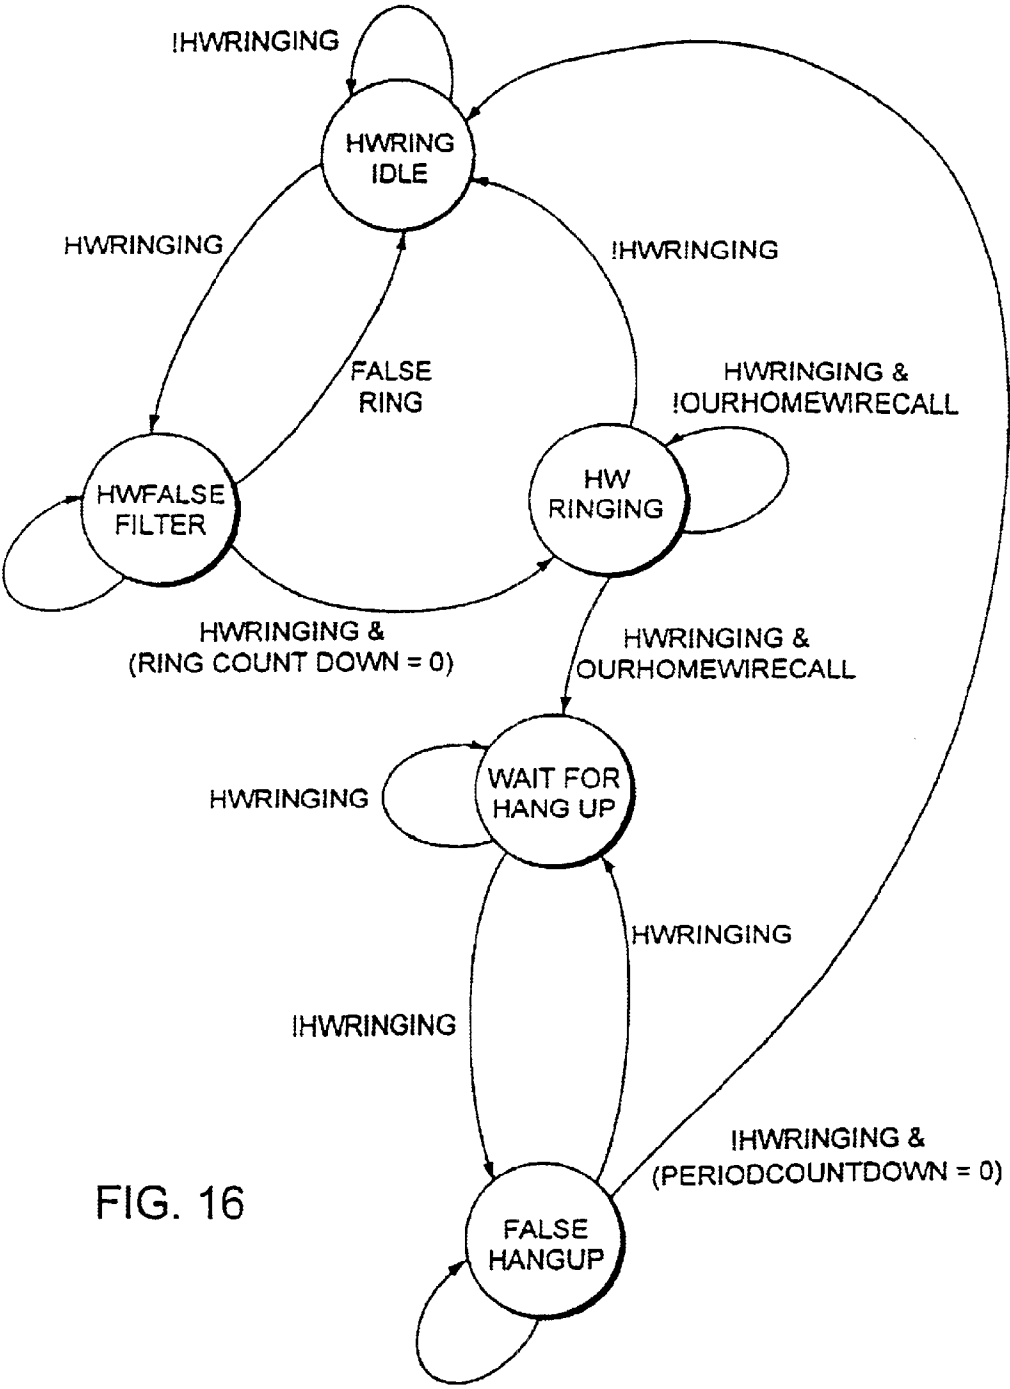 !HWRINGING
HWRING
IDLE
HWRINGING
!HWRINGING
FALSE
RING
HWRINGING &
!OURHOMEWIRECALL
HWFALSE
FILTER
HW
RINGING
HWRINGING &
(RING COUNT DOWN = 0)
HWRINGING &
OURHOMEWIRECALL
WAIT FOR
HANG UP
HWRINGING
HWRINGING
!HWRINGING
!HWRINGING &
(PERIODCOUNTDOWN = 0)
FIG. 16
FALSE
HANGUP